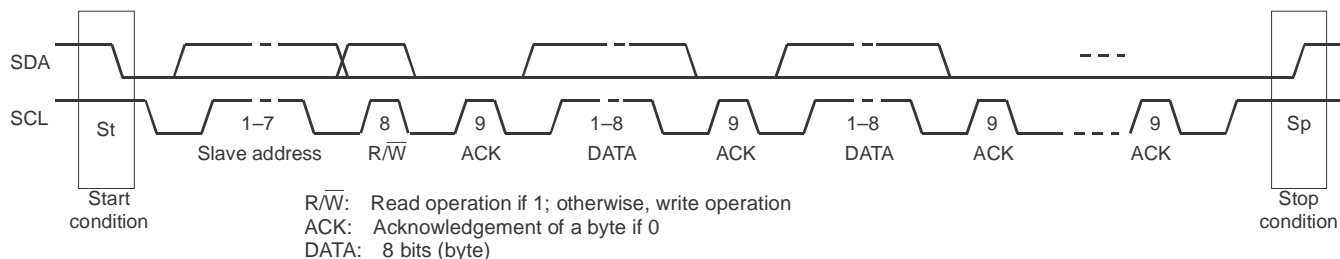 SDA
SCL
St
1–7
8
9
1–8
9
1–8
9
9
Sp
Slave address
R/W̅
ACK
DATA
ACK
DATA
ACK
ACK
Start
condition
Stop
condition
R/W̅: Read operation if 1; otherwise, write operation
ACK: Acknowledgement of a byte if 0
DATA: 8 bits (byte)